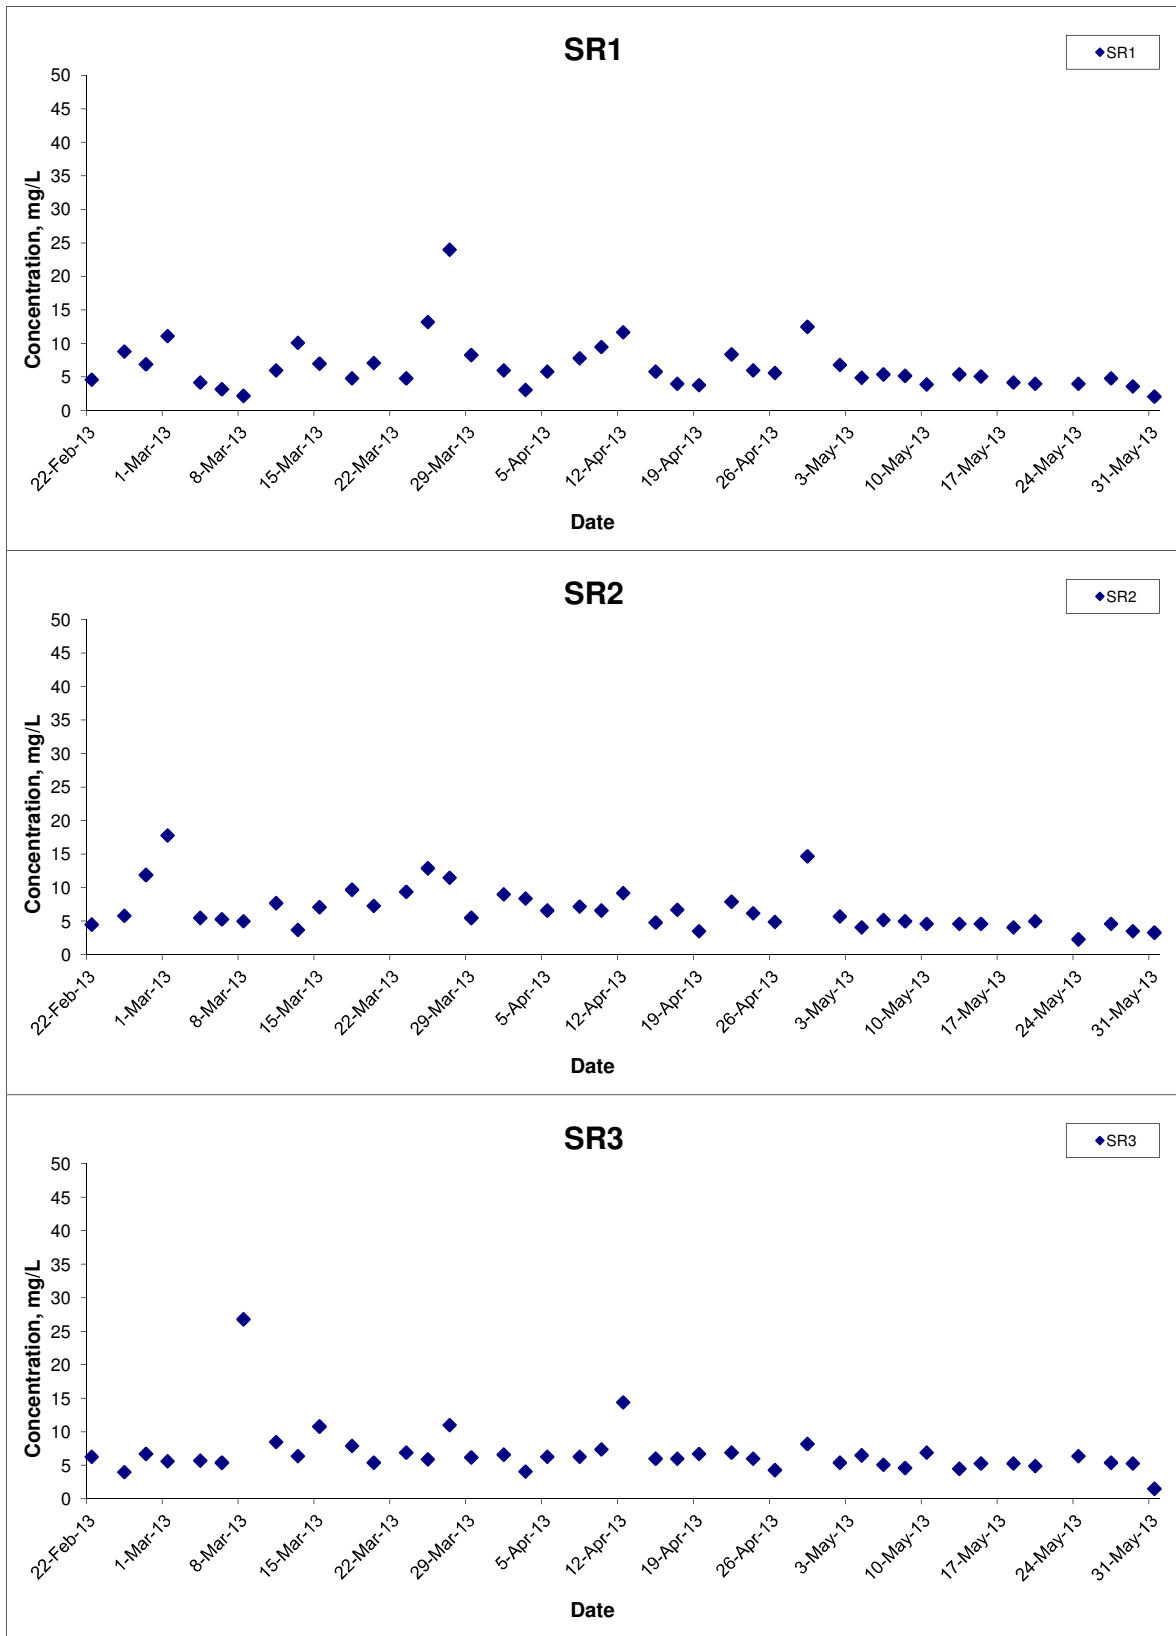 SR1
SR1
50
45
40
35
30
25
20
15
10
5
0
Concentration, mg/L
22-Feb-13
1-Mar-13
8-Mar-13
15-Mar-13
22-Mar-13
29-Mar-13
5-Apr-13
12-Apr-13
19-Apr-13
26-Apr-13
3-May-13
10-May-13
17-May-13
24-May-13
31-May-13
Date
SR2
SR2
50
45
40
35
30
25
20
15
10
5
0
Concentration, mg/L
22-Feb-13
1-Mar-13
8-Mar-13
15-Mar-13
22-Mar-13
29-Mar-13
5-Apr-13
12-Apr-13
19-Apr-13
26-Apr-13
3-May-13
10-May-13
17-May-13
24-May-13
31-May-13
Date
SR3
SR3
50
45
40
35
30
25
20
15
10
5
0
Concentration, mg/L
22-Feb-13
1-Mar-13
8-Mar-13
15-Mar-13
22-Mar-13
29-Mar-13
5-Apr-13
12-Apr-13
19-Apr-13
26-Apr-13
3-May-13
10-May-13
17-May-13
24-May-13
31-May-13
Date